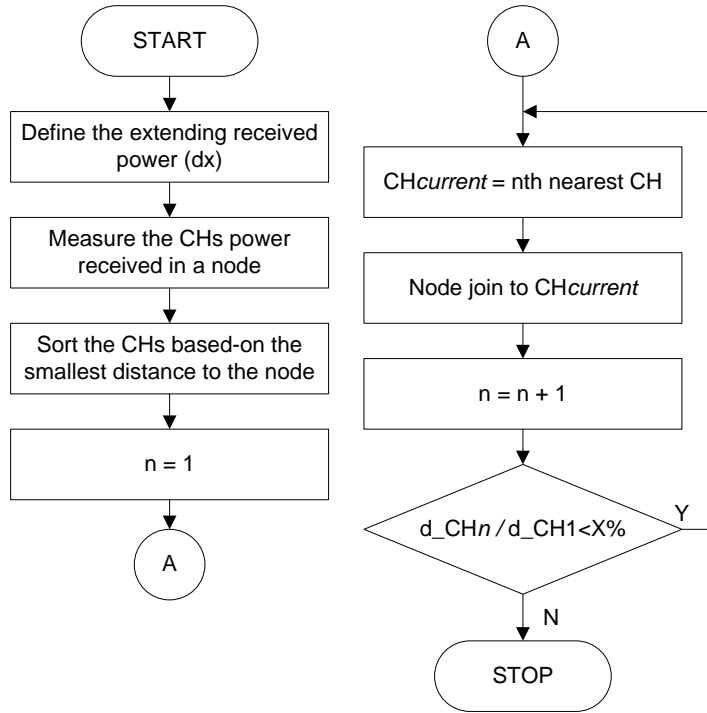 START
Define the extending received
power (dx)
Measure the CHs power
received in a node
Sort the CHs based-on the
smallest distance to the node
n = 1
A
A
CHcurrent = nth nearest CH
Node join to CHcurrent
n = n + 1
d_CHn / d_CH1<X%
Y
N
STOP